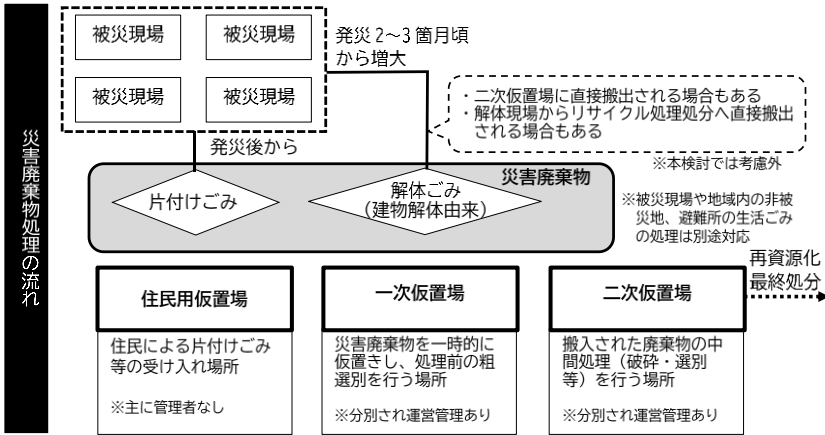 災害廃棄物処理の流れ
被災現場
被災現場
被災現場
被災現場
発災2～3箇月頃
から増大
・二次仮置場に直接搬出される場合もある
・解体現場からリサイクル処理処分へ直接搬出
される場合もある
※本検討では考慮外
発災後から
災害廃棄物
片付けごみ
解体ごみ
（建物解体由来）
※被災現場や地域内の非被
災地、避難所の生活ごみ
の処理は別途対応
再資源化
最終処分
住民用仮置場
住民による片付けごみ
等の受け入れ場所
※主に管理者なし
一次仮置場
災害廃棄物を一時的に
仮置きし、処理前の粗
選別を行う場所
※分別され運営管理あり
二次仮置場
搬入された廃棄物の中
間処理（破砕・選別
等）を行う場所
※分別され運営管理あり